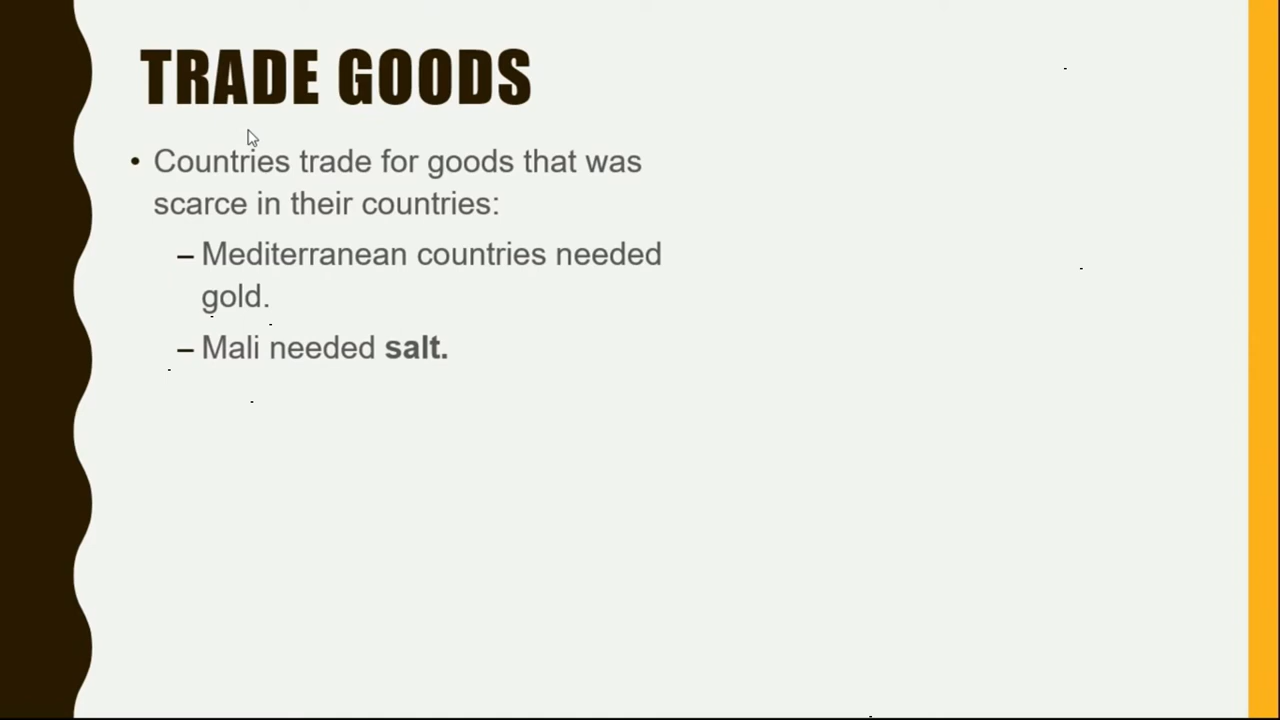 TRADE GOODS
• Countries trade for goods that was
scarce in their countries:
– Mediterranean countries needed
gold.
– Mali needed salt.